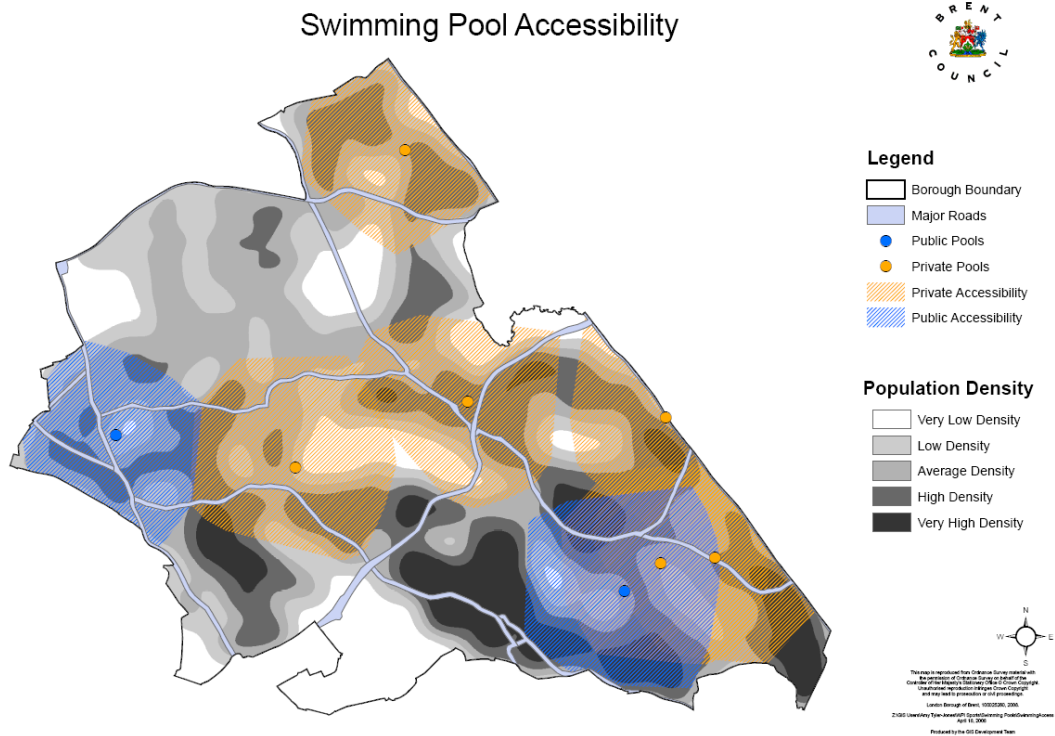 Swimming Pool Accessibility
BRENT
COUNCIL
Legend
Borough Boundary
Major Roads
Public Pools
Private Pools
Private Accessibility
Public Accessibility
Population Density
Very Low Density
Low Density
Average Density
High Density
Very High Density
N
W E
S
This map is reproduced from Ordnance Survey material with
the permission of Ordnance Survey on behalf of the
Controller of Her Majesty's Stationery Office © Crown Copyright.
Unauthorised reproduction infringes Crown Copyright
and may lead to prosecution or civil proceedings.
London Borough of Brent,
Produced by the GIS Development Team